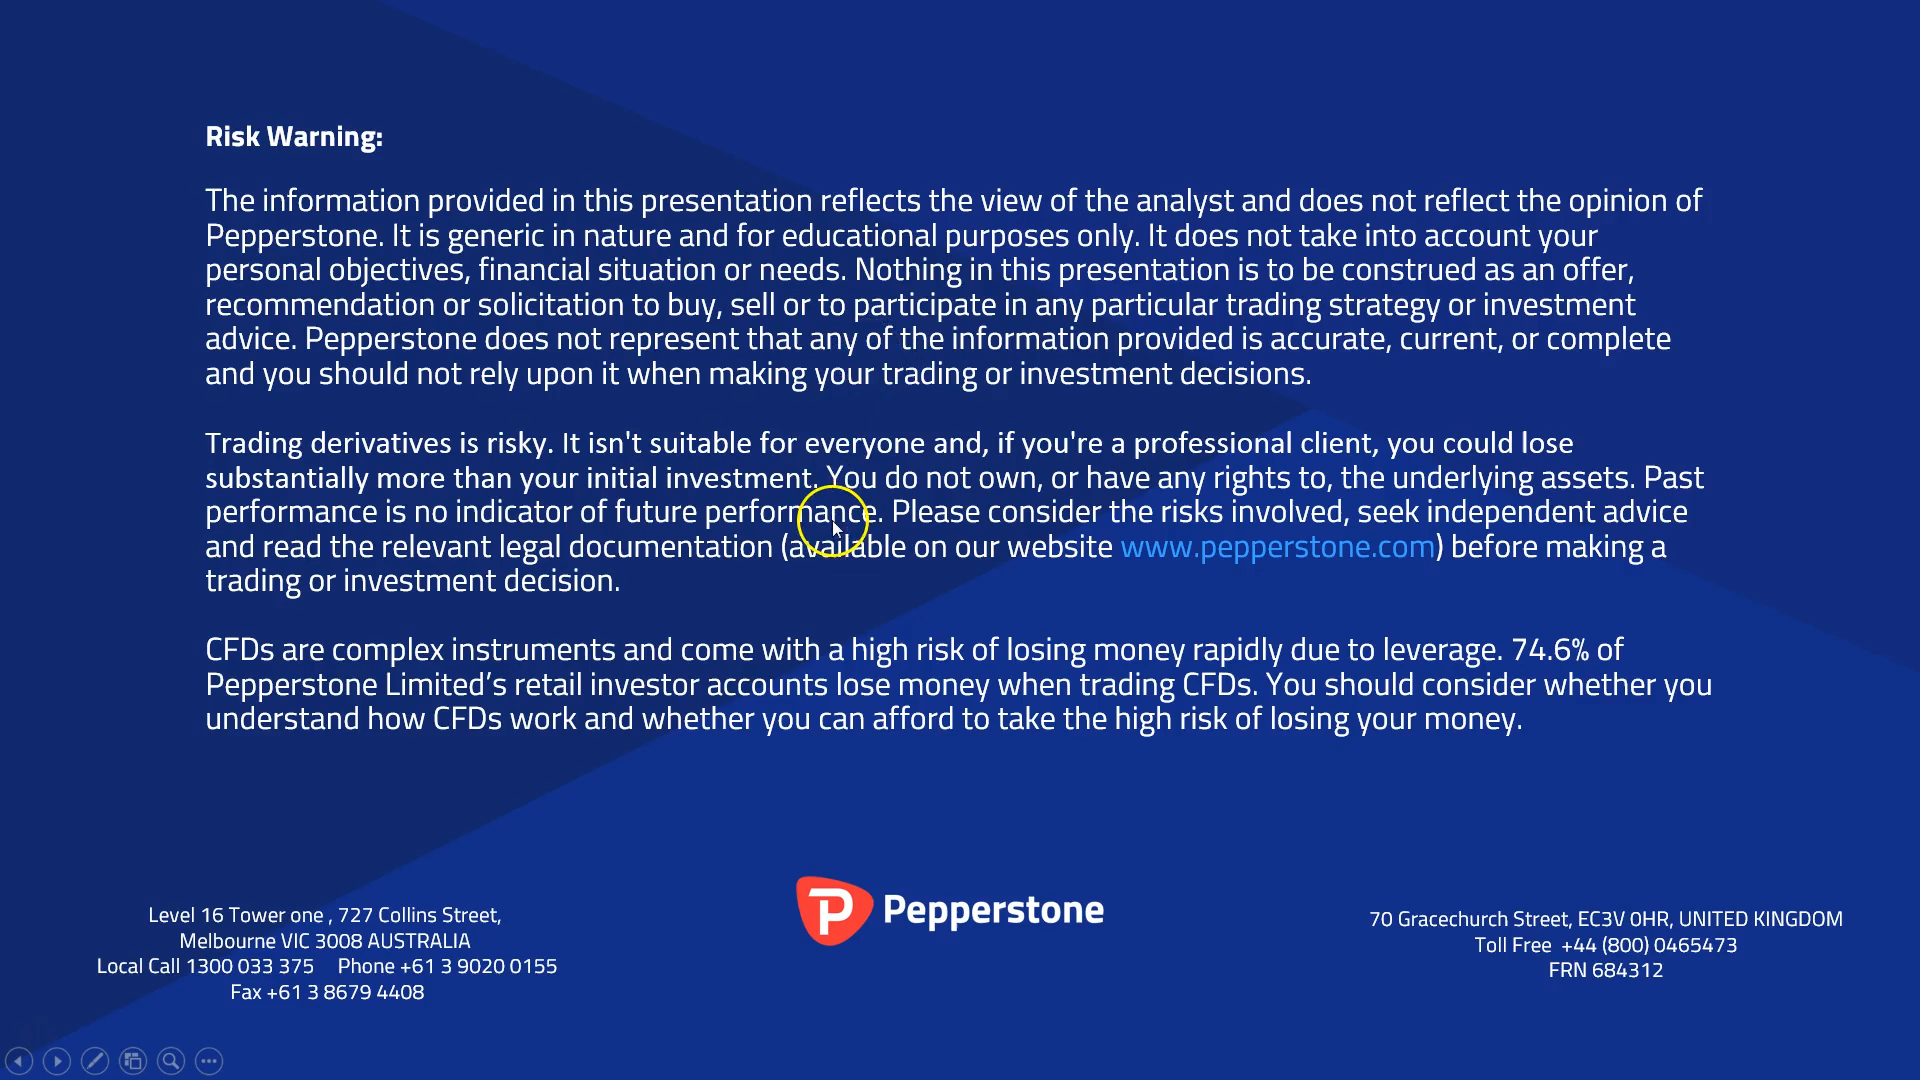 Risk Warning:
The information provided in this presentation reflects the view of the analyst and does not reflect the opinion of
Pepperstone. It is generic in nature and for educational purposes only. It does not take into account your
personal objectives, financial situation or needs. Nothing in this presentation is to be construed as an offer,
recommendation or solicitation to buy, sell or to participate in any particular trading strategy or investment
advice. Pepperstone does not represent that any of the information provided is accurate, current, or complete
and you should not rely upon it when making your trading or investment decisions.
Trading derivatives is risky. It isn't suitable for everyone and, if you're a professional client, you could lose
substantially more than your initial investment. You do not own, or have any rights to, the underlying assets. Past
performance is no indicator of future performance. Please consider the risks involved, seek independent advice
and read the relevant legal documentation (available on our website www.pepperstone.com) before making a
trading or investment decision.
CFDs are complex instruments and come with a high risk of losing money rapidly due to leverage. 74.6% of
Pepperstone Limited’s retail investor accounts lose money when trading CFDs. You should consider whether you
understand how CFDs work and whether you can afford to take the high risk of losing your money.
Level 16 Tower one , 727 Collins Street,
Melbourne VIC 3008 AUSTRALIA
Local Call 1300 033 375 Phone +61 3 9020 0155
Fax +61 3 8679 4408
Pepperstone
70 Gracechurch Street, EC3V 0HR, UNITED KINGDOM
Toll Free +44 (800) 0465473
FRN 684312